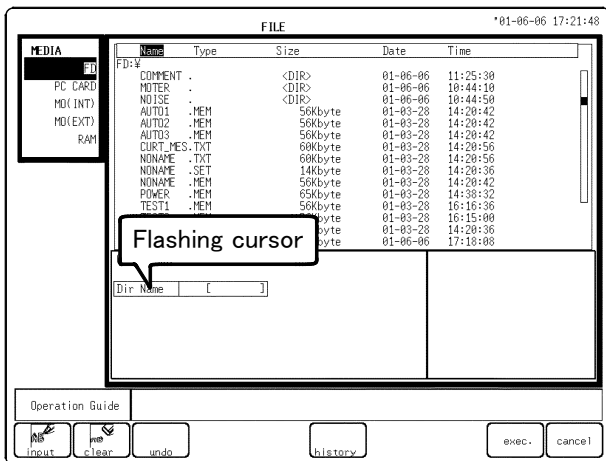 FILE
'01-06-06 17:21:48
MEDIA
FD
PC CARD
MO(INT)
MO(EXT)
RAM
Name Type Size Date Time
FD:¥
COMMENT . <DIR> 01-06-06 11:25:30
MOTER . <DIR> 01-06-06 10:44:10
NOISE . <DIR> 01-06-06 10:44:50
AUTO1 .MEM 56Kbyte 01-03-28 14:20:42
AUTO2 .MEM 56Kbyte 01-03-28 14:20:42
AUTO3 .MEM 56Kbyte 01-03-28 14:20:42
CURT_MES.TXT 60Kbyte 01-03-28 14:20:56
NONAME .TXT 60Kbyte 01-03-28 14:20:56
NONAME .SET 14Kbyte 01-03-28 14:20:36
NONAME .MEM 56Kbyte 01-03-28 14:20:42
POWER .MEM 65Kbyte 01-03-28 14:38:32
TEST1 .MEM 56Kbyte 01-03-28 16:16:36
01-03-28 16:15:00
01-03-28 14:20:36
01-06-06 17:18:08
Flashing cursor
Dir Name [ ]
Operation Guide
input clear undo history exec. cancel